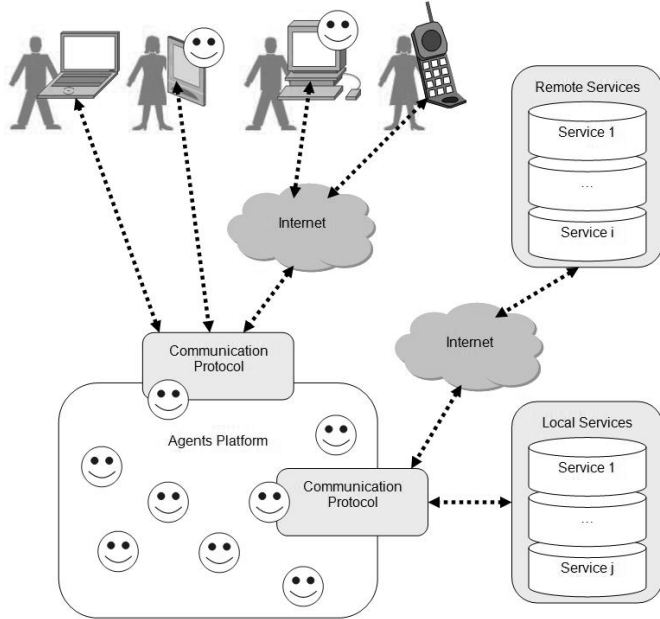 Remote Services
Service 1
...
Service i
Internet
Internet
Communication
Protocol
Agents Platform
Communication
Protocol
Local Services
Service 1
...
Service j